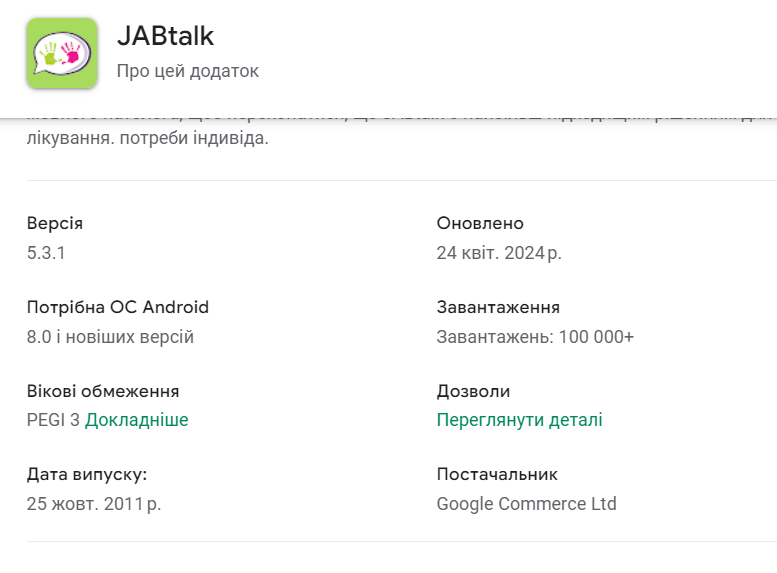 JABtalk
Про цей додаток
лікування. потреби індивіда.
Версія
5.3.1
Оновлено
24 квіт. 2024 р.
Потрібна ОС Android
8.0 і новіших версій
Завантаження
Завантажень: 100 000+
Вікові обмеження
PEGI 3 Докладніше
Дозволи
Переглянути деталі
Дата випуску:
25 жовт. 2011 р.
Постачальник
Google Commerce Ltd